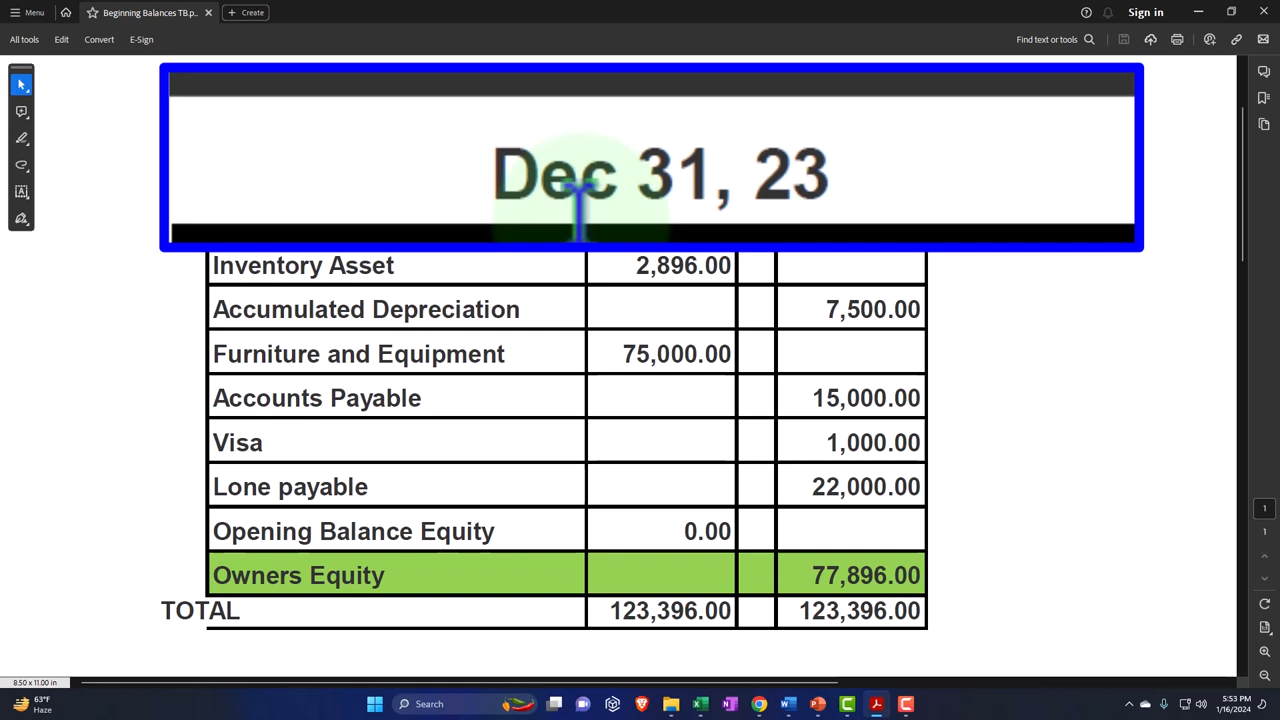 Menu
Beginning Balances TB.p..
Create
Sign in
All tools
Edit
Convert
E-Sign
Find text or tools
Dec 31, 23
Inventory Asset 2,896.00
Accumulated Depreciation 7,500.00
Furniture and Equipment 75,000.00
Accounts Payable 15,000.00
Visa 1,000.00
Lone payable 22,000.00
Opening Balance Equity 0.00
Owners Equity 77,896.00
TOTAL 123,396.00 123,396.00
1
1
8.50 x 11.00 in
63°F
Haze
Search
5:53 PM
1/16/2024